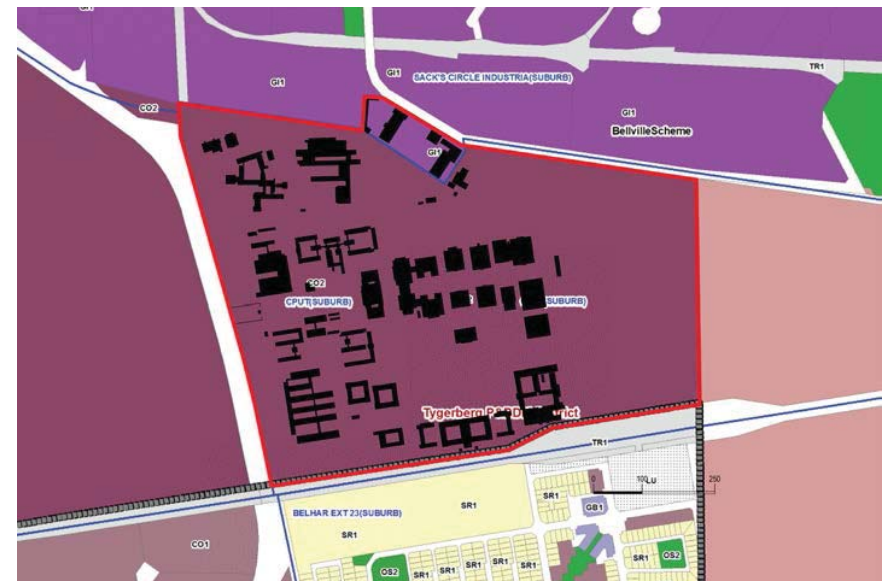 GI1
TR1
GI1
GI1
SACK'S CIRCLE INDUSTRIA(SUBURB)
CO2
GI1
BellvilleScheme
GI1
CO2
CPUT(SUBURB)
SUBURB)
Tygerberg
TR1
LU
0 100 250
SR1
BELHAR EXT 23(SUBURB)
SR1
GB1
SR1
SR1
CO1
SR1
SR1
OS2
OS2
SR1
SR1
SR1
SR1